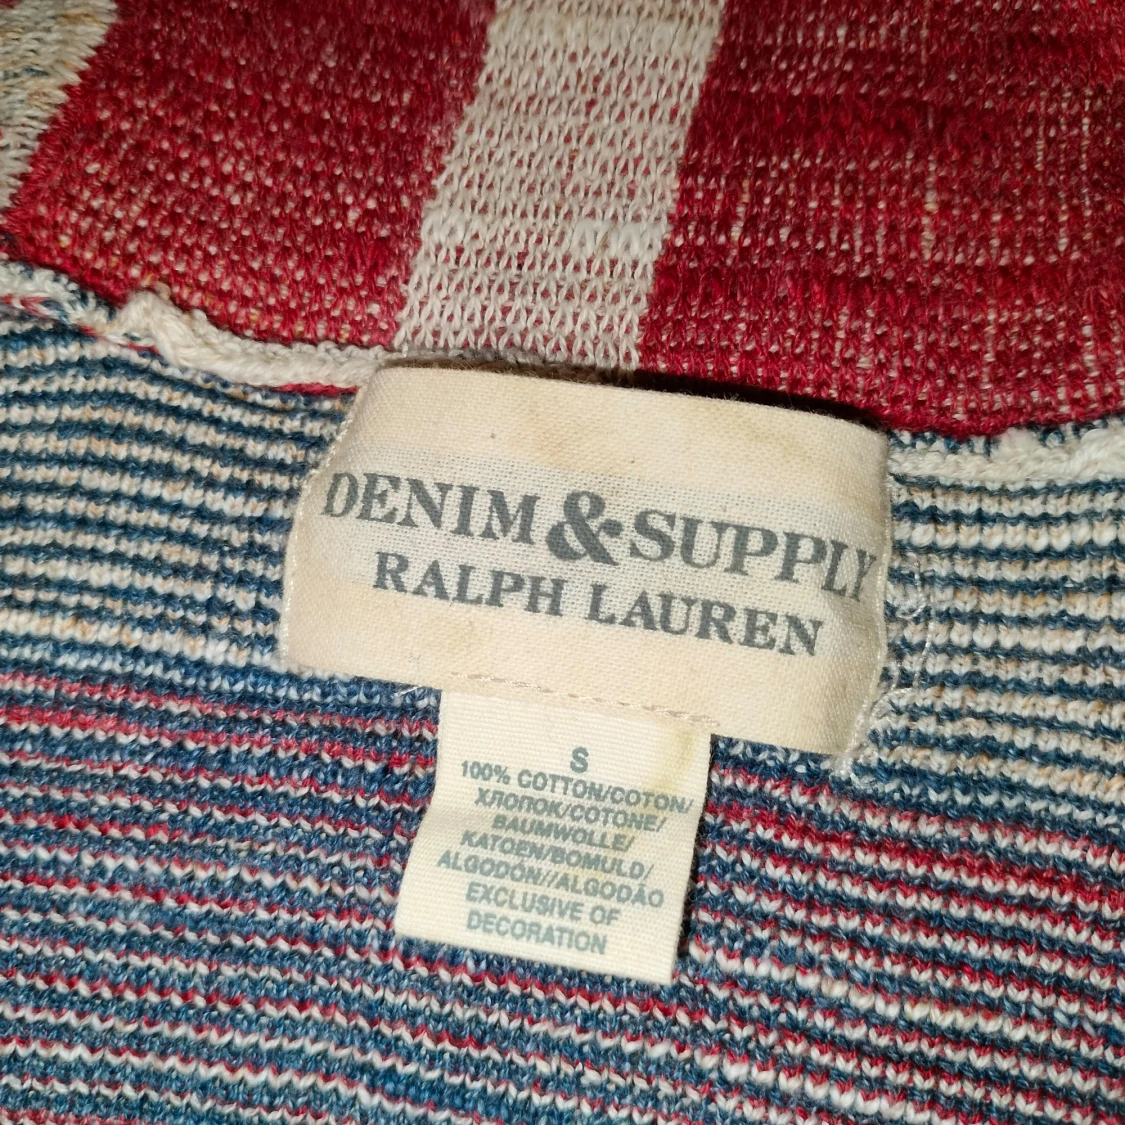 DENIM & SUPPLY
RALPH LAUREN
S
100% COTTON/COTON/
ХЛОПОК/COTONE/
BAUMWOLLE/
KATOEN/BOMULD/
ALGODÓN//ALGODÃO
EXCLUSIVE OF
DECORATION